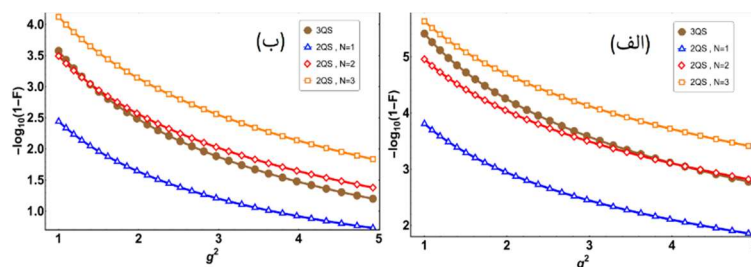 (ب)
3QS
2QS , N=1
2QS , N=2
2QS , N=3
−log₁₀(1−F)
4.0
3.5
3.0
2.5
2.0
1.5
1.0
1 2 3 4 5
g²
(الف)
3QS
2QS , N=1
2QS , N=2
2QS , N=3
−log₁₀(1−F)
5
4
3
2
1 2 3 4
g²